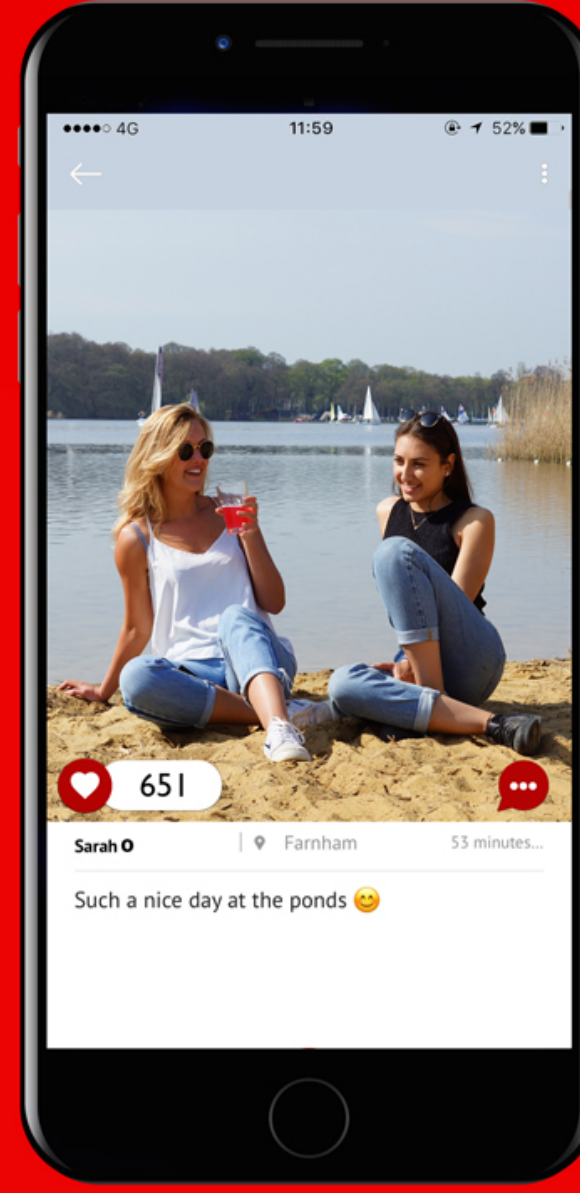 4G 11:59 52%
651
Sarah O Farnham 53 minutes...
Such a nice day at the ponds 😊